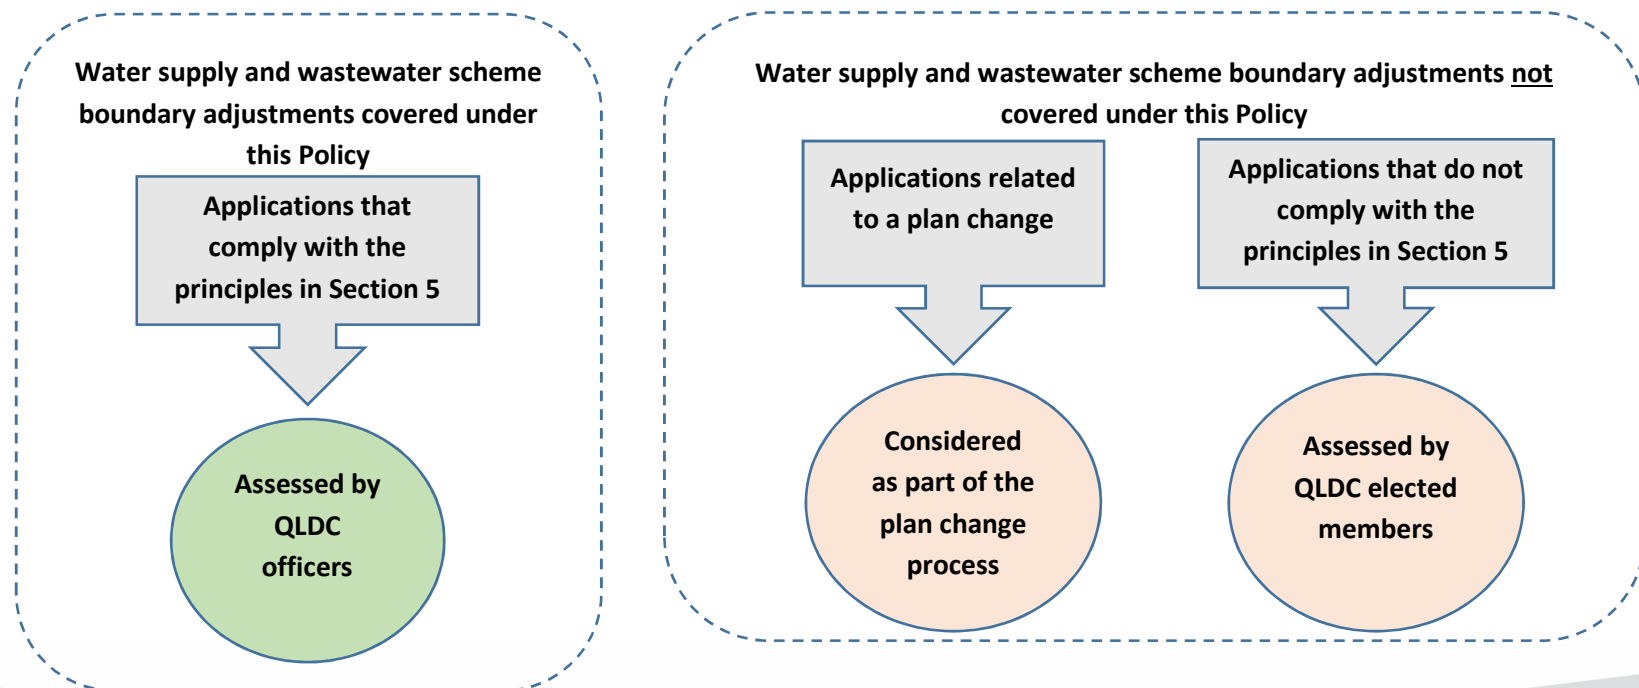 Water supply and wastewater scheme
boundary adjustments covered under
this Policy
Applications that
comply with the
principles in Section 5
Assessed by
QLDC
officers
Water supply and wastewater scheme boundary adjustments not
covered under this Policy
Applications related
to a plan change
Considered
as part of the
plan change
process
Applications that do not
comply with the
principles in Section 5
Assessed by
QLDC elected
members